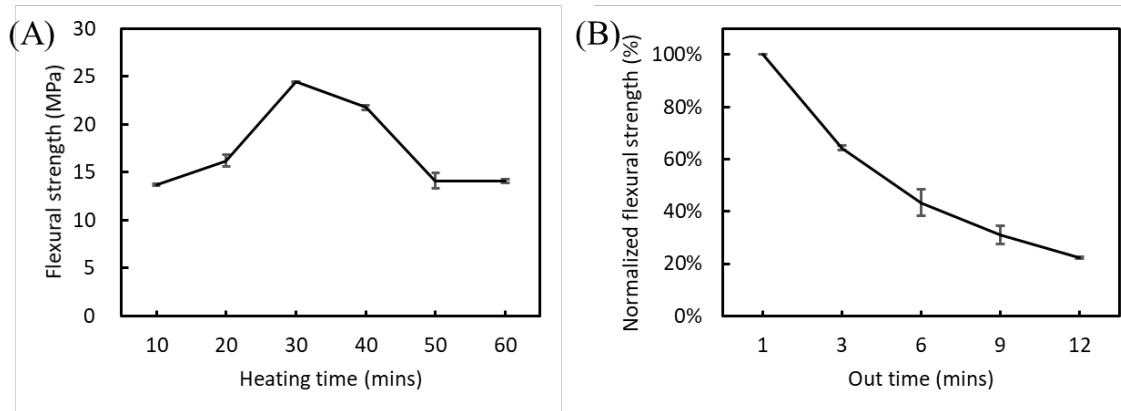 (A)
Flexural strength (MPa)
30
25
20
15
10
5
0
10 20 30 40 50 60
Heating time (mins)
(B)
Normalized flexural strength (%)
100%
80%
60%
40%
20%
0%
1 3 6 9 12
Out time (mins)